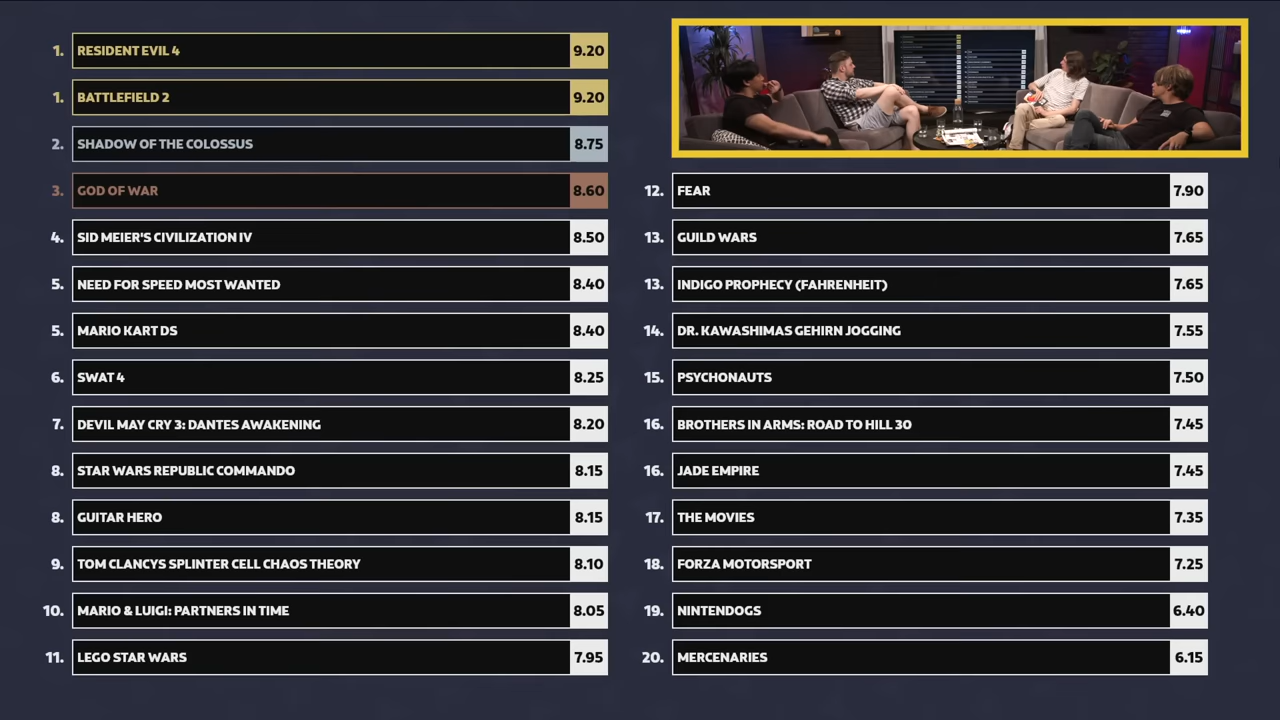 1. RESIDENT EVIL 4 9.20
1. BATTLEFIELD 2 9.20
2. SHADOW OF THE COLOSSUS 8.75
3. GOD OF WAR 8.60
4. SID MEIER'S CIVILIZATION IV 8.50
5. NEED FOR SPEED MOST WANTED 8.40
5. MARIO KART DS 8.40
6. SWAT 4 8.25
7. DEVIL MAY CRY 3: DANTES AWAKENING 8.20
8. STAR WARS REPUBLIC COMMANDO 8.15
8. GUITAR HERO 8.15
9. TOM CLANCYS SPLINTER CELL CHAOS THEORY 8.10
10. MARIO & LUIGI: PARTNERS IN TIME 8.05
11. LEGO STAR WARS 7.95
12. FEAR 7.90
13. GUILD WARS 7.65
13. INDIGO PROPHECY (FAHRENHEIT) 7.65
14. DR. KAWASHIMAS GEHIRN JOGGING 7.55
15. PSYCHONAUTS 7.50
16. BROTHERS IN ARMS: ROAD TO HILL 30 7.45
16. JADE EMPIRE 7.45
17. THE MOVIES 7.35
18. FORZA MOTORSPORT 7.25
19. NINTENDOGS 6.40
20. MERCENARIES 6.15